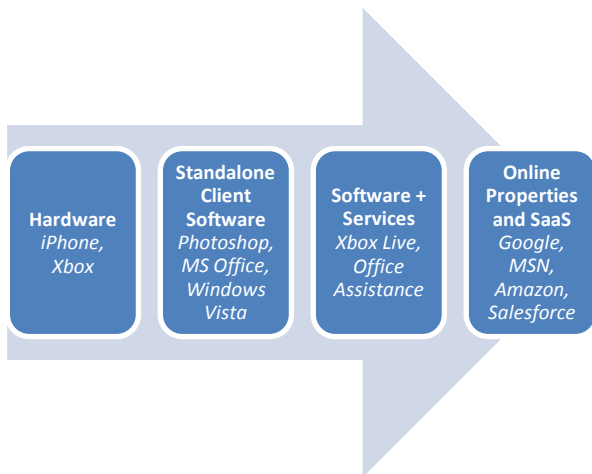 Hardware
iPhone,
Xbox
Standalone
Client
Software
Photoshop,
MS Office,
Windows
Vista
Software +
Services
Xbox Live,
Office
Assistance
Online
Properties
and SaaS
Google,
MSN,
Amazon,
Salesforce